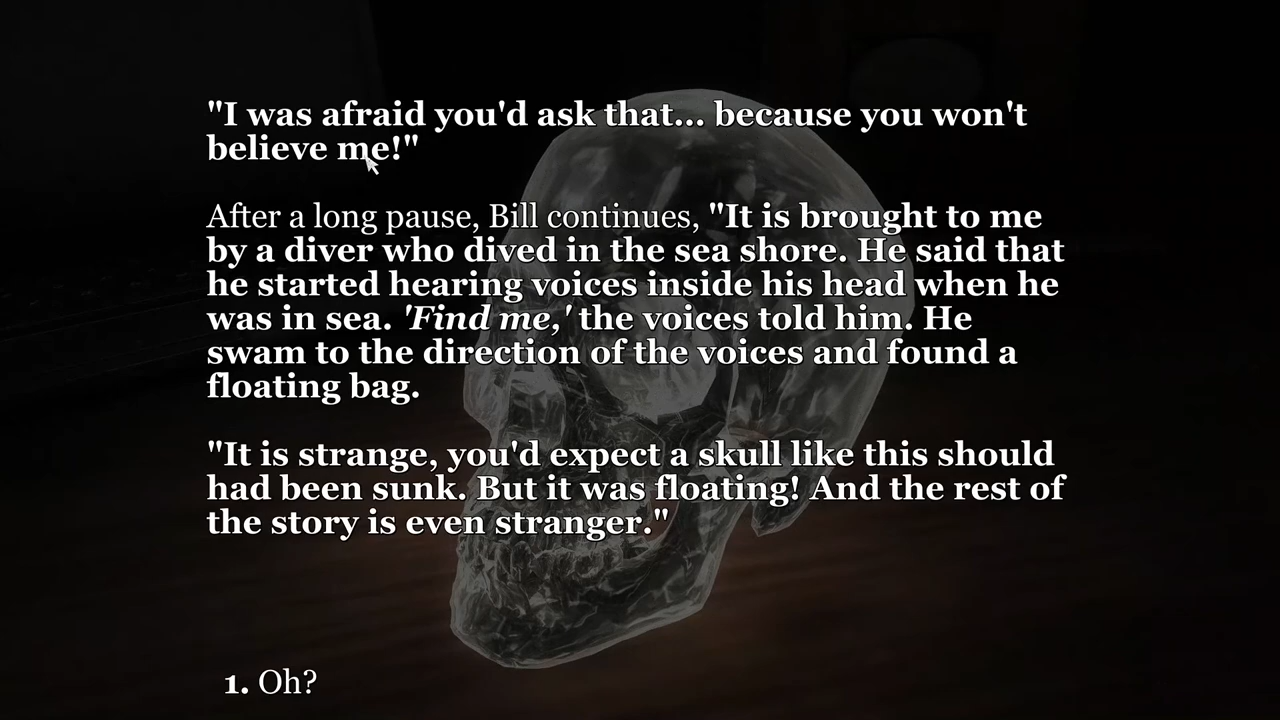 "I was afraid you'd ask that... because you won't
believe me!"
After a long pause, Bill continues, "It is brought to me
by a diver who dived in the sea shore. He said that
he started hearing voices inside his head when he
was in sea. 'Find me,' the voices told him. He
swam to the direction of the voices and found a
floating bag.
"It is strange, you'd expect a skull like this should
had been sunk. But it was floating! And the rest of
the story is even stranger."
1. Oh?